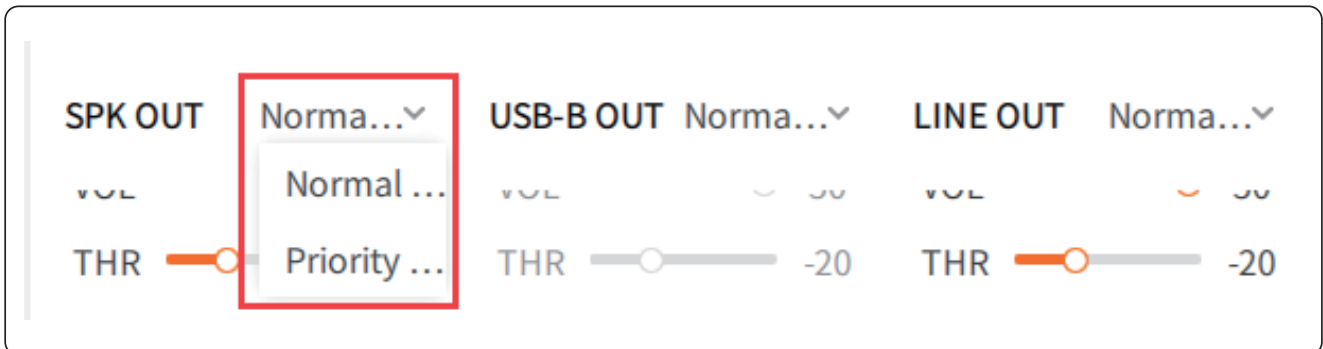 SPK OUT Norma... USB-B OUT Norma... LINE OUT Norma...
Normal ...
THR Priority ... THR -20 THR -20